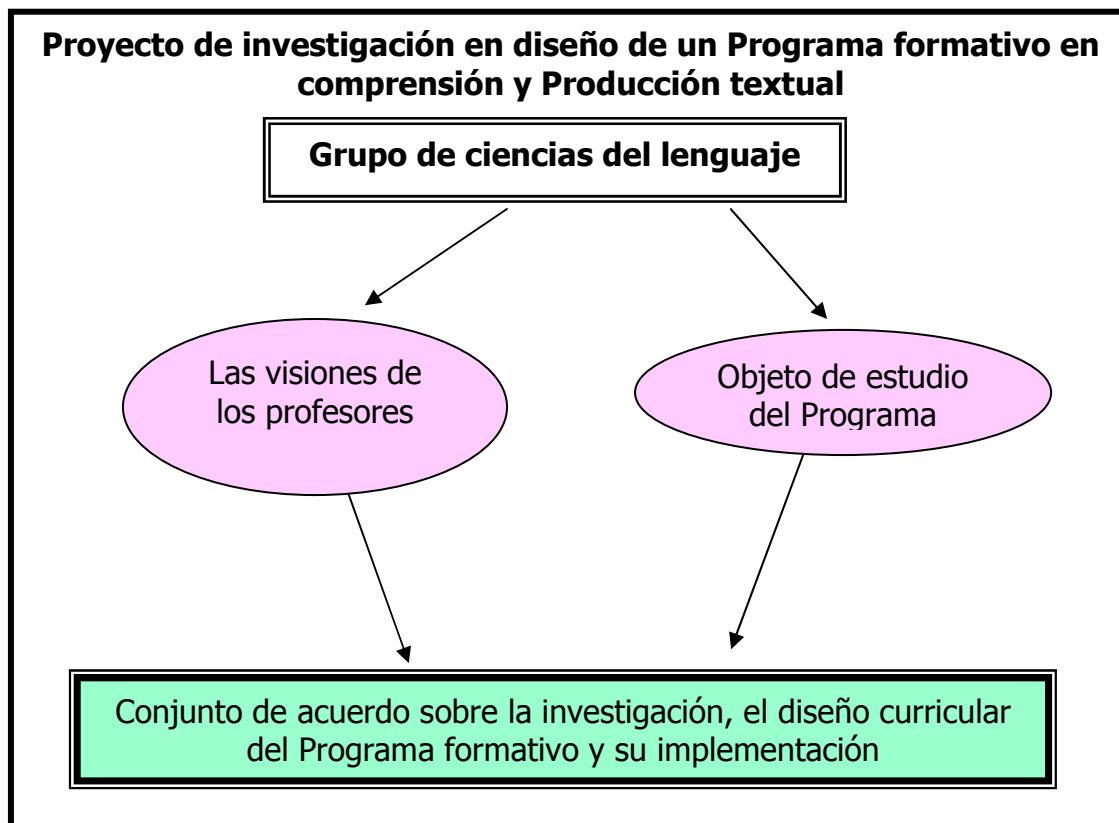 Proyecto de investigación en diseño de un Programa formativo en
comprensión y Producción textual
Grupo de ciencias del lenguaje
Las visiones de
los profesores
Objeto de estudio
del Programa
Conjunto de acuerdo sobre la investigación, el diseño curricular
del Programa formativo y su implementación